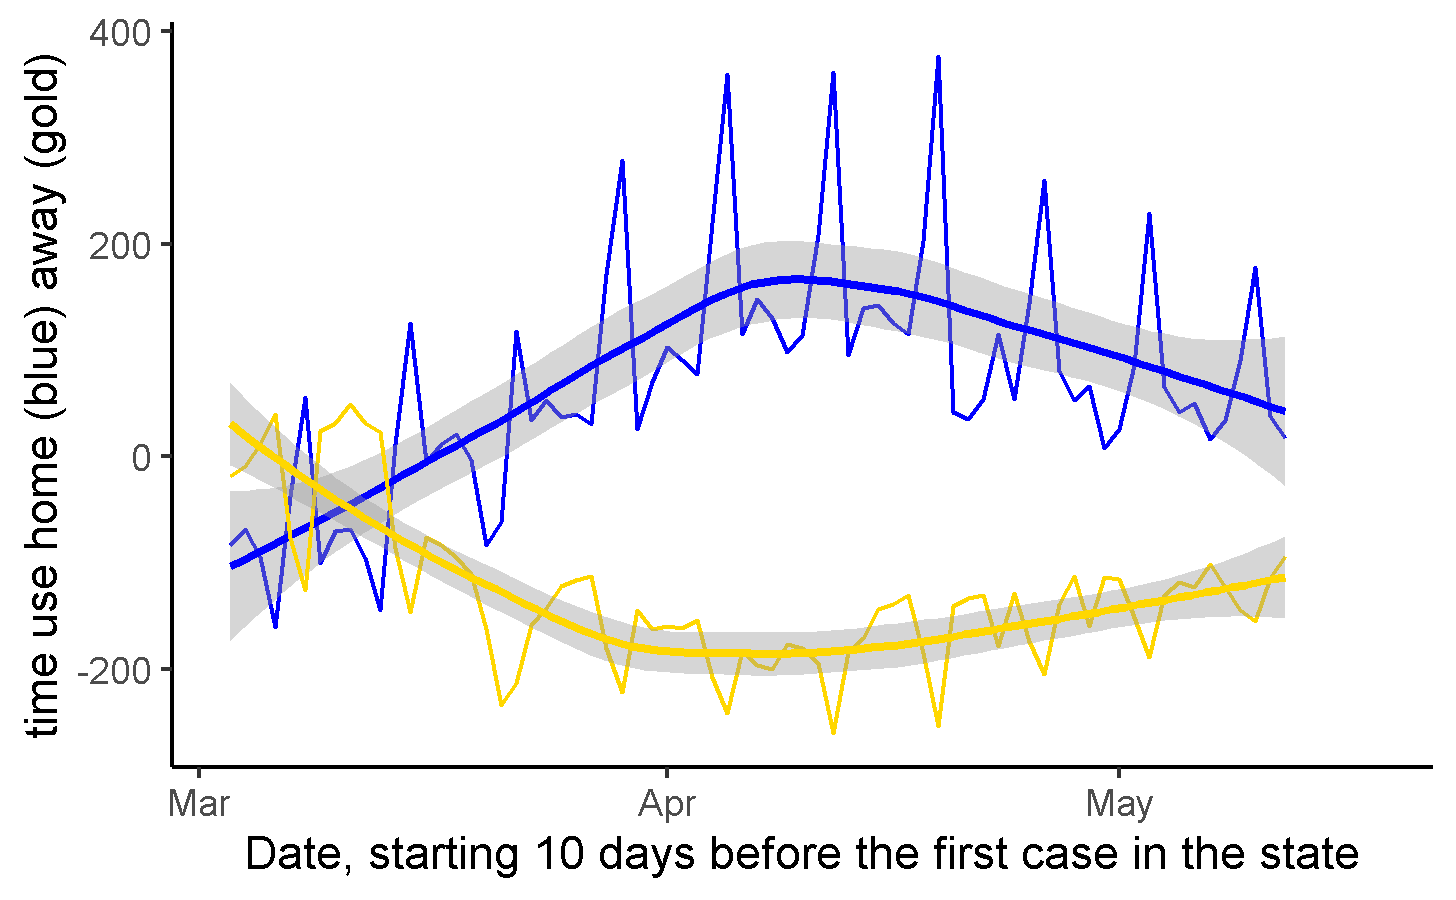 400
200
0
-200
time use home (blue) away (gold)
Mar Apr May
Date, starting 10 days before the first case in the state